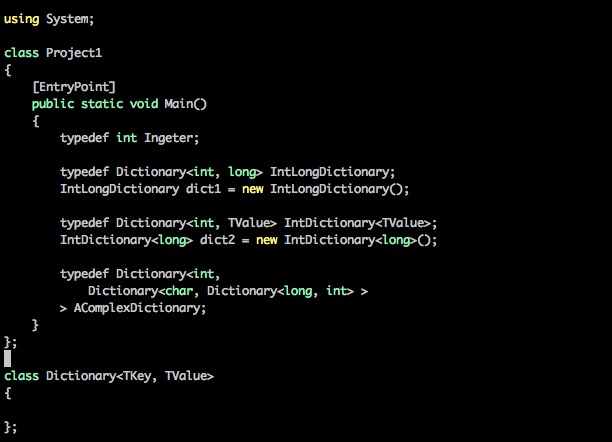 using System;
class Project1
{
[EntryPoint]
public static void Main()
{
typedef int Ingeter;
typedef Dictionary<int, long> IntLongDictionary;
IntLongDictionary dict1 = new IntLongDictionary();
typedef Dictionary<int, TValue> IntDictionary<TValue>;
IntDictionary<long> dict2 = new IntDictionary<long>();
typedef Dictionary<int,
Dictionary<char, Dictionary<long, int> >
> AComplexDictionary;
}
};
class Dictionary<TKey, TValue>
{
};